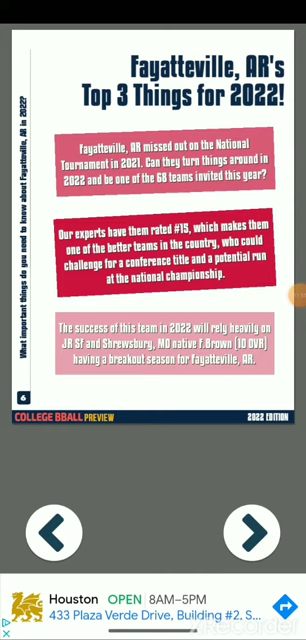 What important things do you need to know about Fayatteville, AR in 2022?
Fayatteville, AR's
Top 3 Things for 2022!
Fayatteville, AR missed out on the National
Tournament in 2021. Can they turn things around in
2022 and be one of the 68 teams invited this year?
Our experts have them rated #15, which makes them
one of the better teams in the country, who could
challenge for a conference title and a potential run
at the national championship.
The success of this team in 2022 will rely heavily on
JR Sf and Shrewsbury, MO native F. Brown (10 OVR)
having a breakout season for Fayatteville, AR.
6
COLLEGE BBALL PREVIEW
2022 EDITION
Houston OPEN 8AM–5PM
433 Plaza Verde Drive, Building #2, S...
AZ Recorder